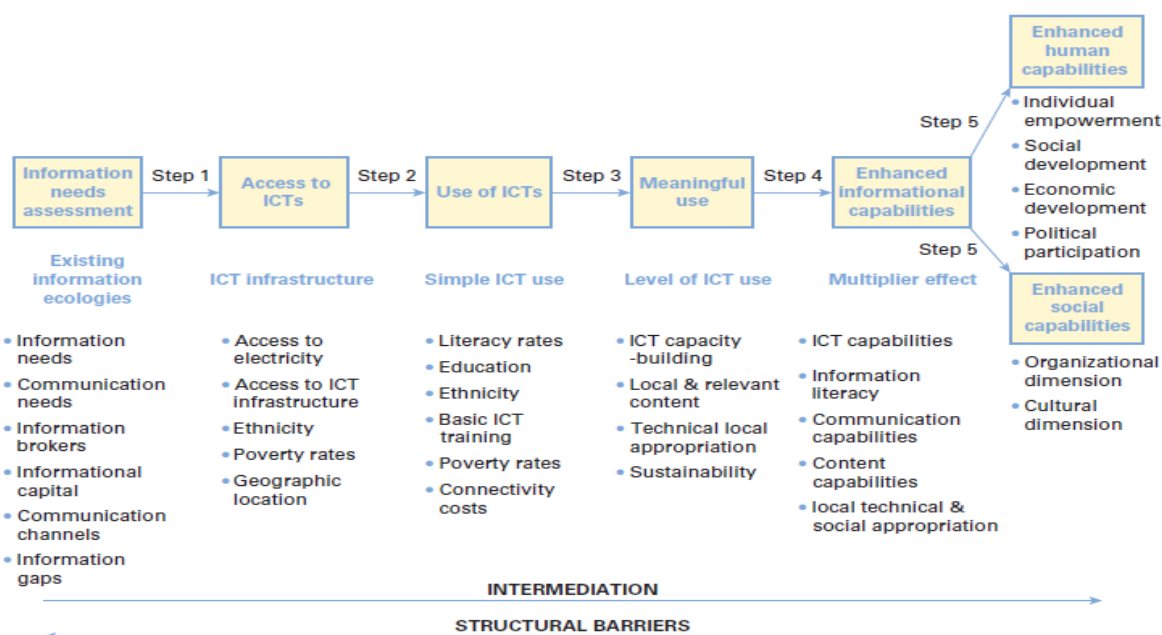 Enhanced
human
capabilities
• Individual
empowerment
• Social
development
• Economic
development
• Political
participation
Step 5
Information
needs
assessment
Step 1
Access to
ICTs
Step 2
Use of ICTs
Step 3
Meaningful
use
Step 4
Enhanced
informational
capabilities
Step 5
Enhanced
social
capabilities
• Organizational
dimension
• Cultural
dimension
Existing
information
ecologies
• Information
needs
• Communication
needs
• Information
brokers
• Informational
capital
• Communication
channels
• Information
gaps
ICT infrastructure
• Access to
electricity
• Access to ICT
infrastructure
• Ethnicity
• Poverty rates
• Geographic
location
Simple ICT use
• Literacy rates
• Education
• Ethnicity
• Basic ICT
training
• Poverty rates
• Connectivity
costs
Level of ICT use
• ICT capacity
-building
• Local & relevant
content
• Technical local
appropriation
• Sustainability
Multiplier effect
• ICT capabilities
• Information
literacy
• Communication
capabilities
• Content
capabilities
• local technical &
social appropriation
INTERMEDIATION
STRUCTURAL BARRIERS